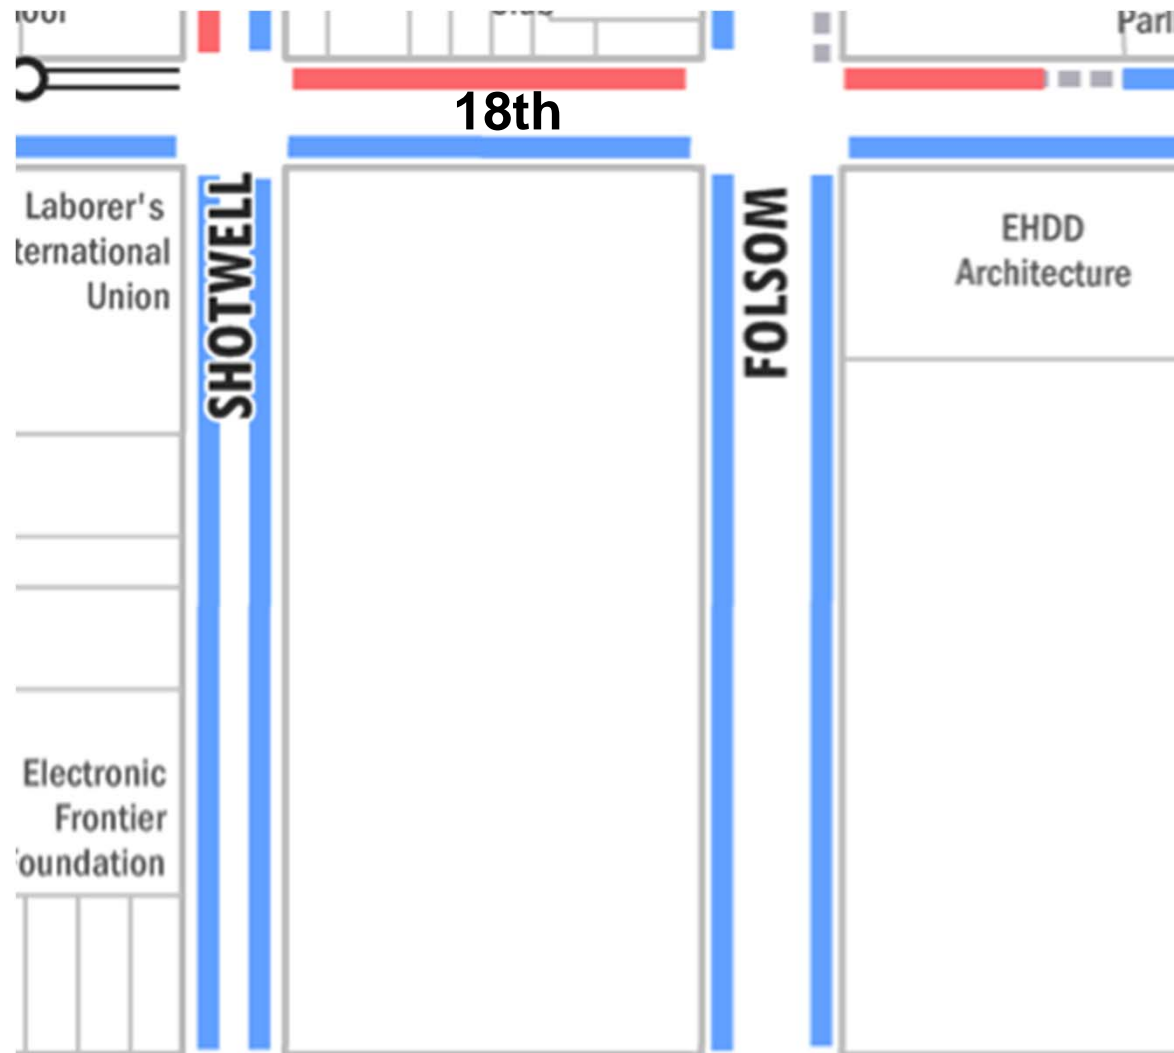 18th
Laborer's
ternational
Union
SHOTWELL
FOLSOM
EHDD
Architecture
Electronic
Frontier
oundation